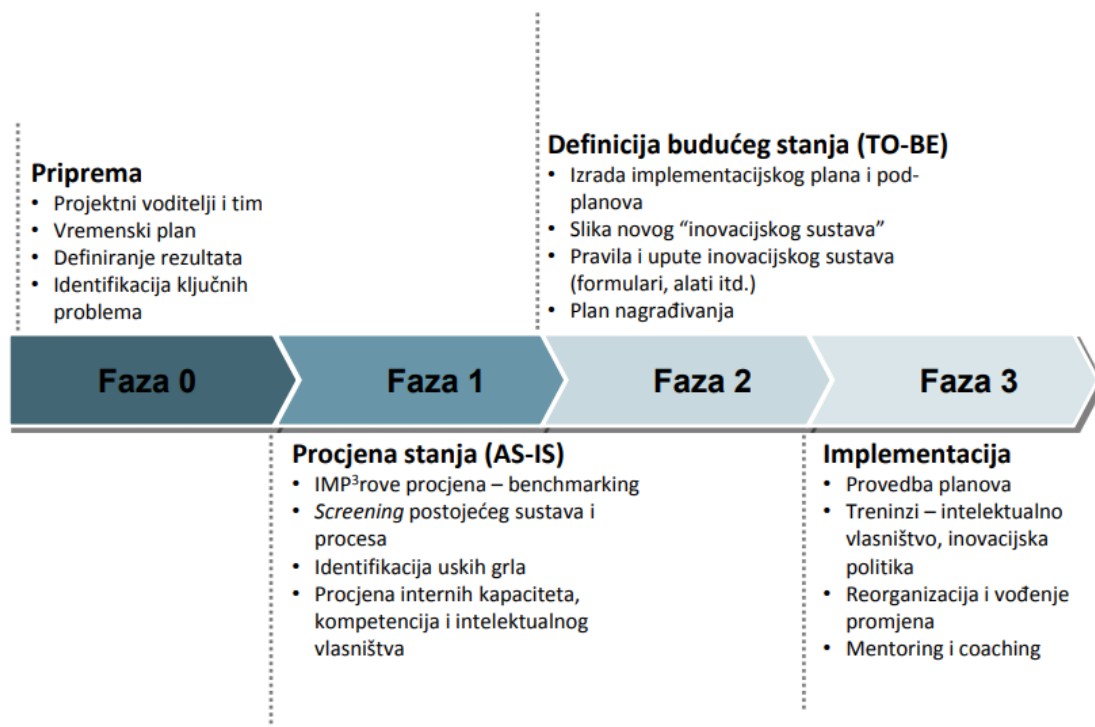 Priprema
• Projektni voditelji i tim
• Vremenski plan
• Definiranje rezultata
• Identifikacija ključnih
problema
Definicija budućeg stanja (TO-BE)
• Izrada implementacijskog plana i pod-
planova
• Slika novog “inovacijskog sustava”
• Pravila i upute inovacijskog sustava
(formulari, alati itd.)
• Plan nagrađivanja
Faza 0
Faza 1
Faza 2
Faza 3
Procjena stanja (AS-IS)
• IMP³rove procjena – benchmarking
• Screening postojećeg sustava i
procesa
• Identifikacija uskih grla
• Procjena internih kapaciteta,
kompetencija i intelektualnog
vlasništva
Implementacija
• Provedba planova
• Treninzi – intelektualno
vlasništvo, inovacijska
politika
• Reorganizacija i vođenje
promjena
• Mentoring i coaching